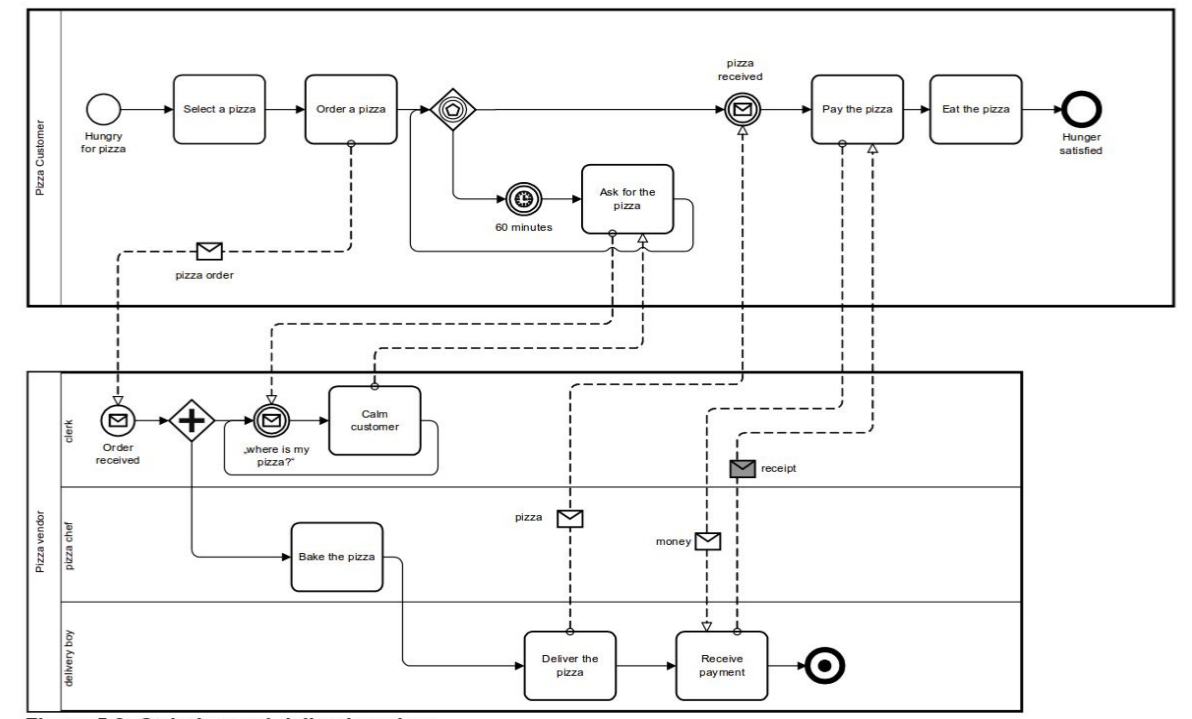 Pizza Customer
Hungry
for pizza
Select a pizza
Order a pizza
pizza
received
Pay the pizza
Eat the pizza
Hunger
satisfied
60 minutes
Ask for the
pizza
pizza order
Pizza vendor
clerk
Order
received
„where is my
pizza?“
Calm
customer
receipt
pizza chef
pizza
money
Bake the pizza
delivery boy
Deliver the
pizza
Receive
payment